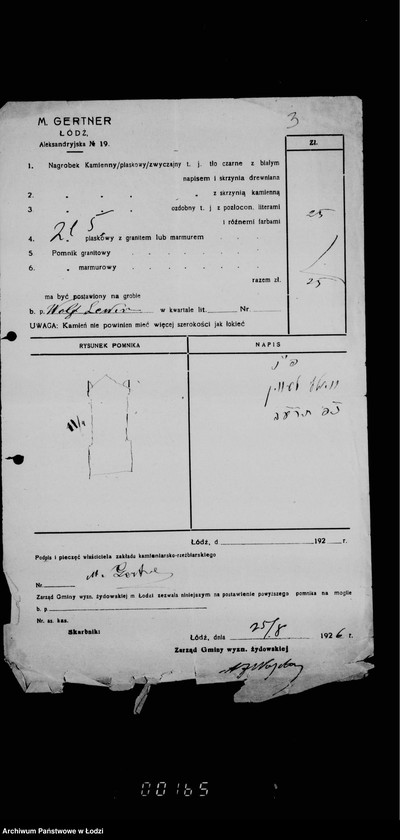 M. GERTNER
ŁÓDŹ,
Aleksandryjska № 19.
3
Zł.
1. Nagrobek Kamienny/piaskowy/zwyczajny t. j. tło czarne z białym
napisem i skrzynia drewniana
2. „ „ „ „ z skrzynią kamienną
3. „ „ „ ozdobny t. j z pozłocon. literami
i różnemi farbami
25
4. piaskowy z granitem lub marmurem
5. Pomnik granitowy
6. „ marmurowy
razem zł.
25
ma być postawiony na grobie
b. p. Wolf Lewin w kwartale lit. Nr.
UWAGA: Kamień nie powinien mieć więcej szerokości jak łokieć
RYSUNEK POMNIKA
NAPIS
פ״נ
Łódź, d 192 r.
Podpis i pieczęć właściciela zakładu kamieniarsko-rzeźbiarskiego
Nr.
M. Gertner
Zarząd Gminy wyzn. żydowskiej m. Łodzi zezwala niniejszym na postawienie powyższego pomnika na mogile
b. p.
Nr. as. kas.
Skarbnik:
Łódź, dnia 25/8 1926 r.
Zarząd Gminy wyzn. żydowskiej
00165
Archiwum Państwowe w Łodzi